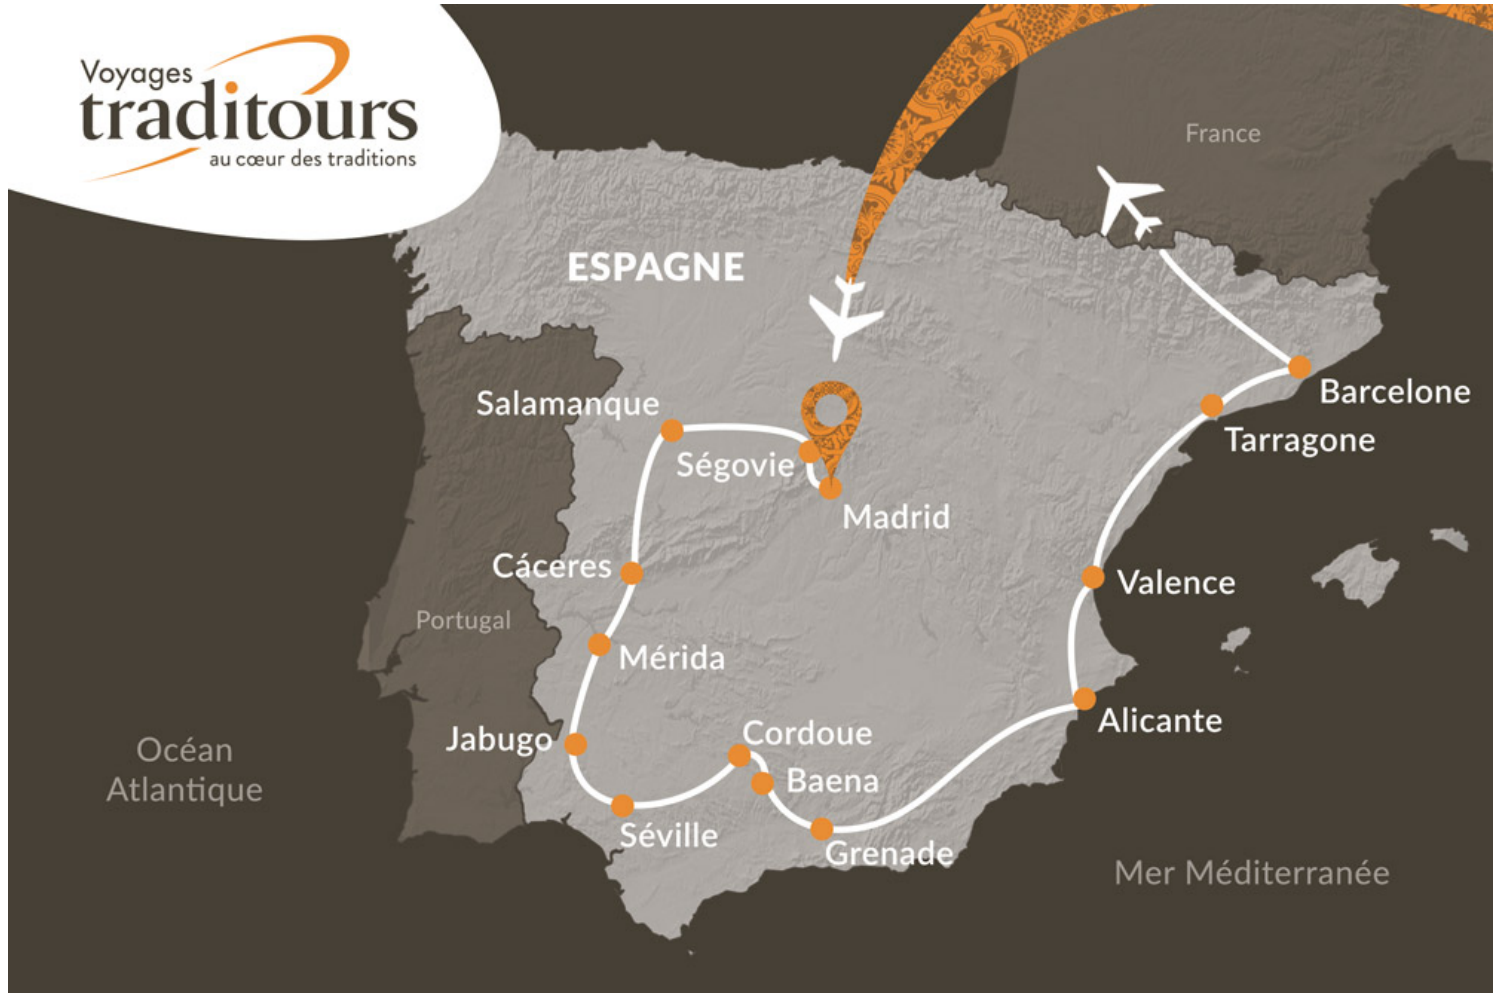 Voyages
traditours
au cœur des traditions
France
ESPAGNE
Salamanque
Barcelone
Tarragone
Ségovie
Madrid
Cáceres
Valence
Portugal
Mérida
Alicante
Jabugo
Cordoue
Océan
Atlantique
Baena
Séville
Grenade
Mer Méditerranée